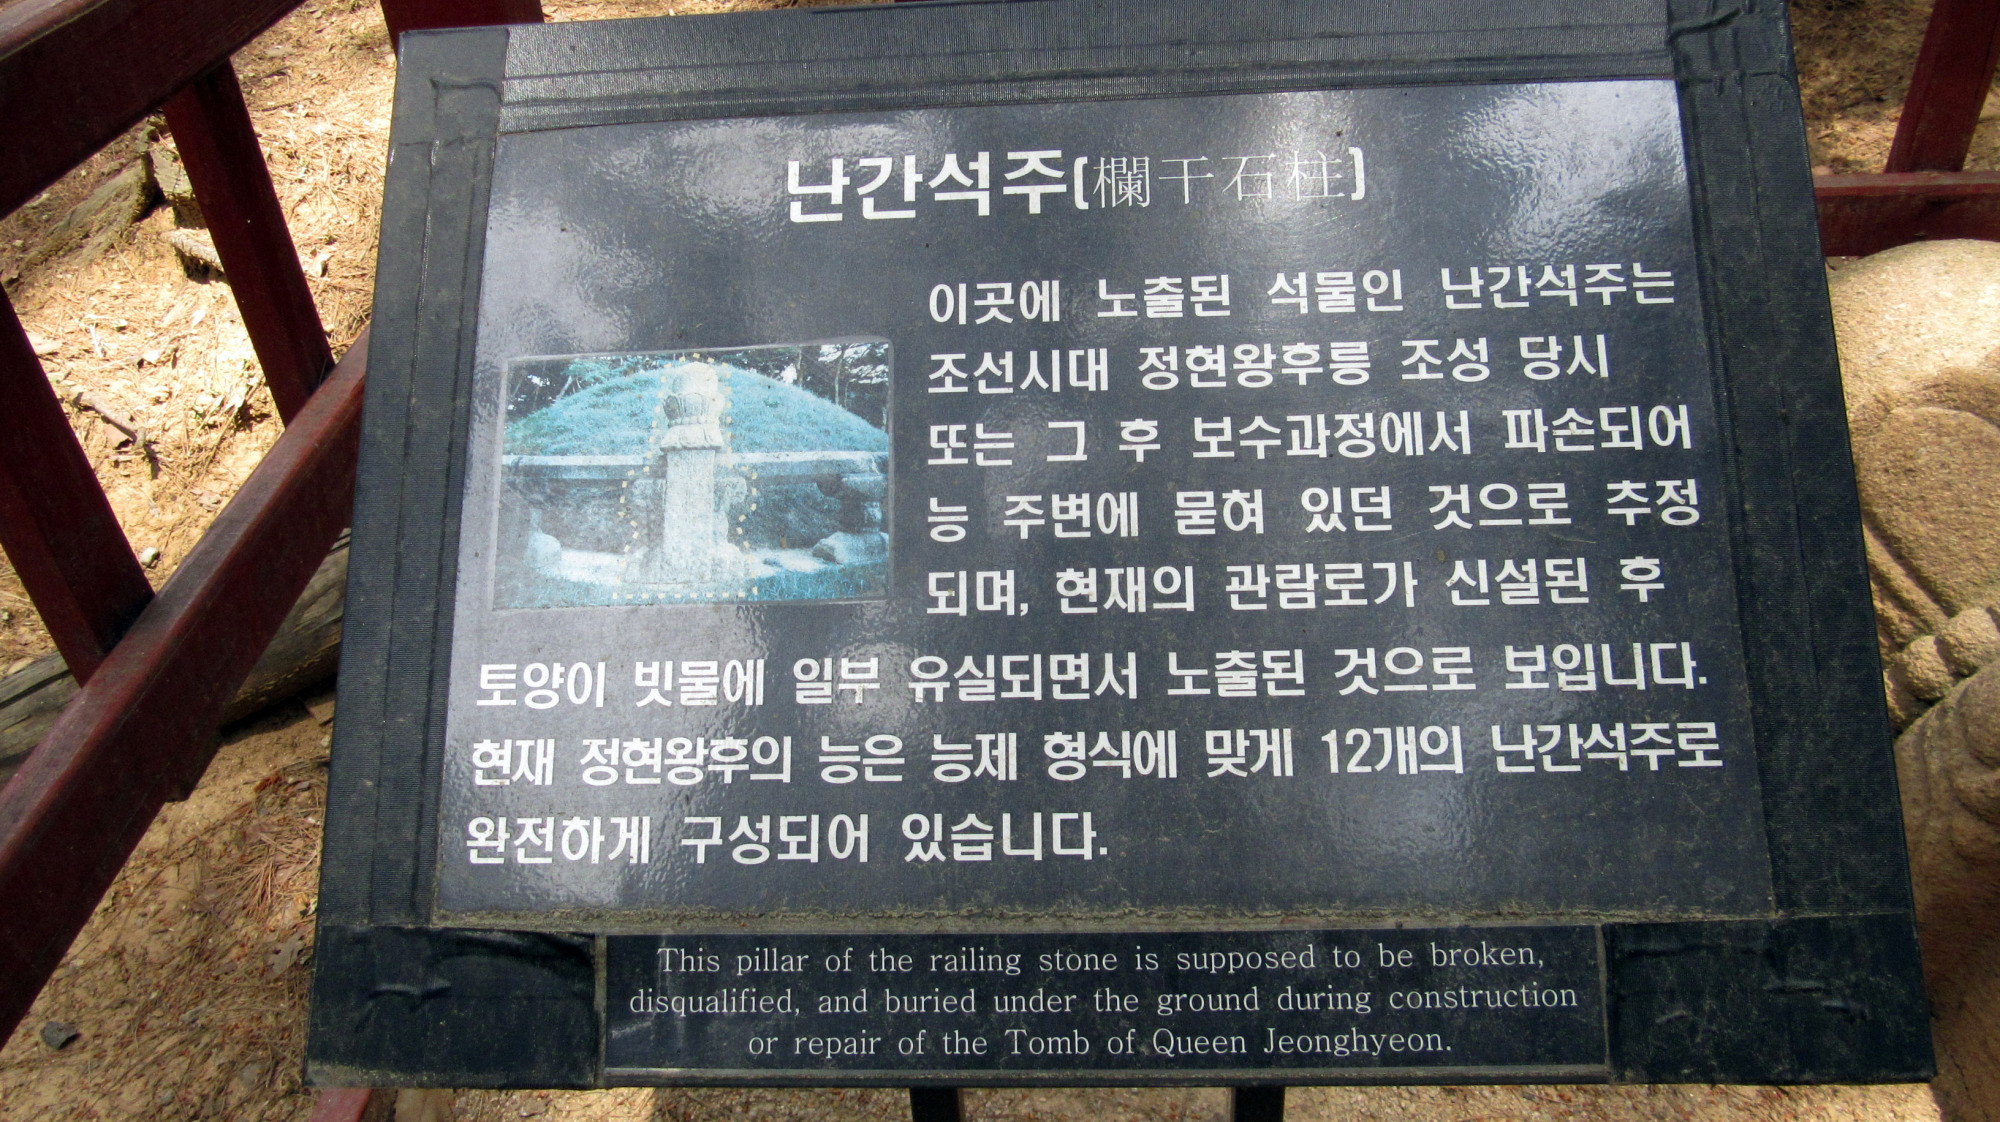 난간석주(欄干石柱)
이곳에 노출된 석물인 난간석주는
조선시대 정현왕후릉 조성 당시
또는 그 후 보수과정에서 파손되어
능 주변에 묻혀 있던 것으로 추정
되며, 현재의 관람로가 신설된 후
토양이 빗물에 일부 유실되면서 노출된 것으로 보입니다.
현재 정현왕후의 능은 능제 형식에 맞게 12개의 난간석주로
완전하게 구성되어 있습니다.
This pillar of the railing stone is supposed to be broken,
disqualified, and buried under the ground during construction
or repair of the Tomb of Queen Jeonghyeon.